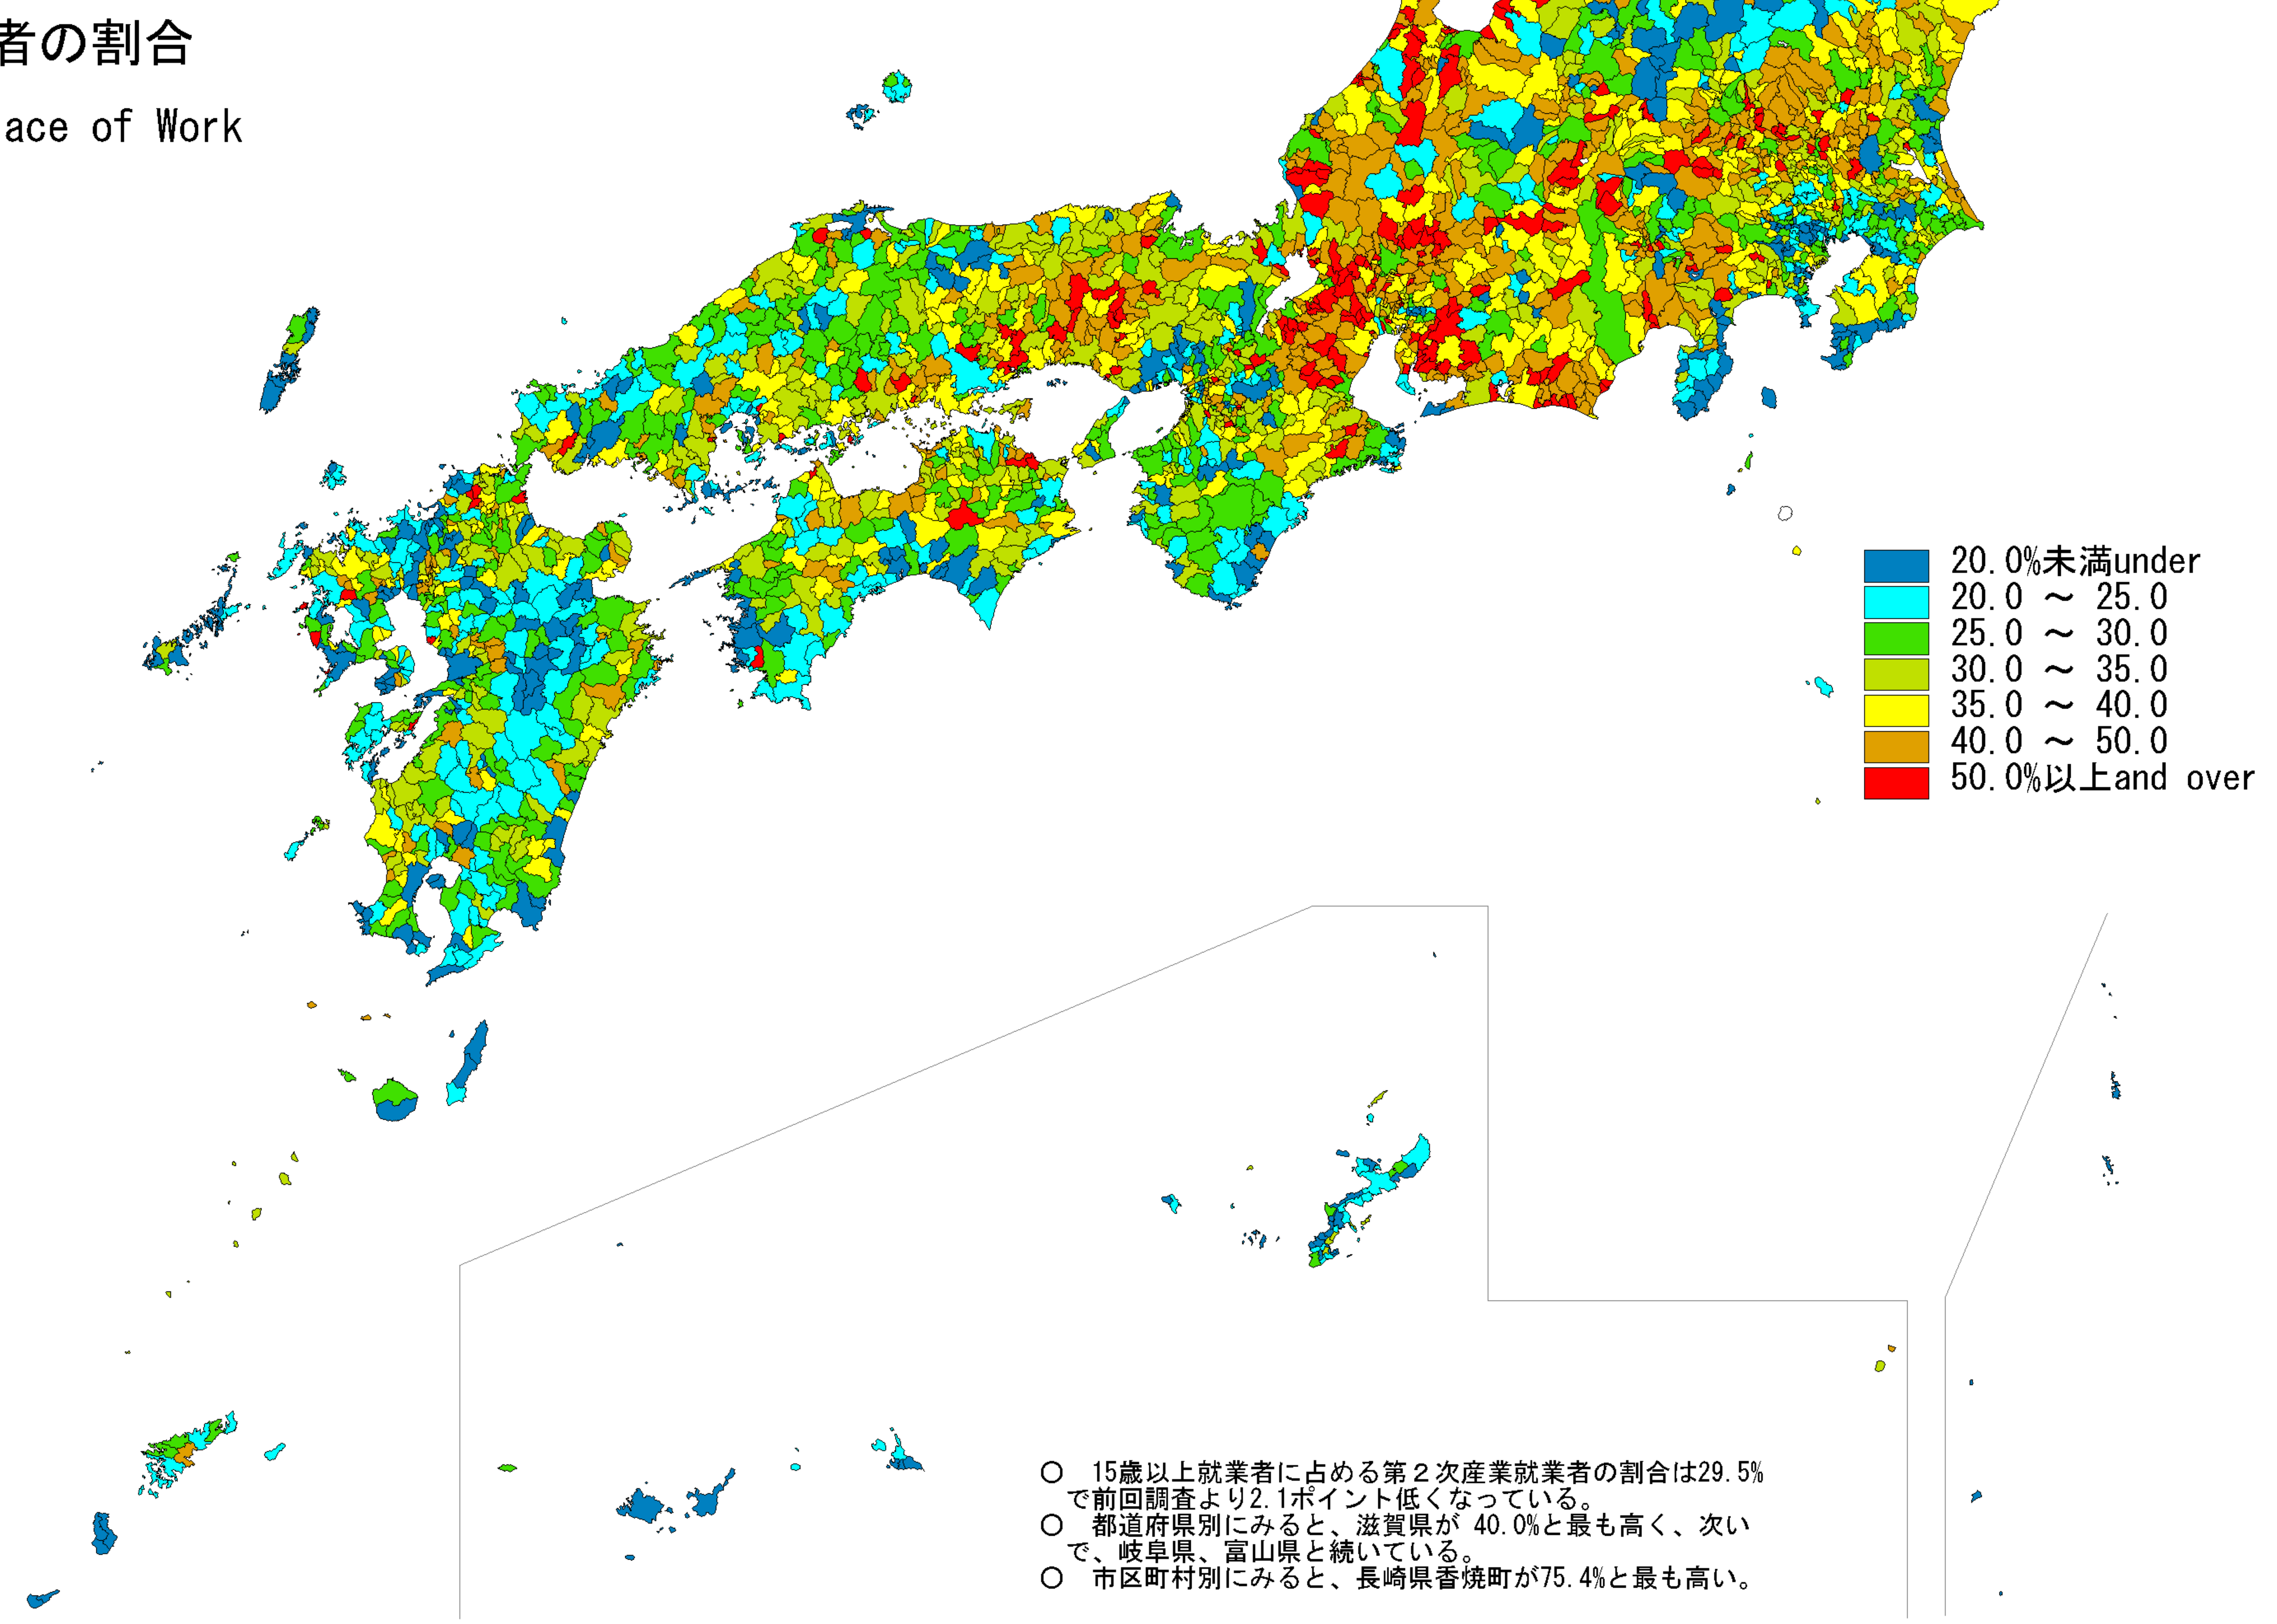 者の割合
ace of Work
20.0%未満under
20.0 ～ 25.0
25.0 ～ 30.0
30.0 ～ 35.0
35.0 ～ 40.0
40.0 ～ 50.0
50.0%以上and over
○　15歳以上就業者に占める第２次産業就業者の割合は29.5%
で前回調査より2.1ポイント低くなっている。
○　都道府県別にみると、滋賀県が 40.0%と最も高く、次い
で、岐阜県、富山県と続いている。
○　市区町村別にみると、長崎県香焼町が75.4%と最も高い。